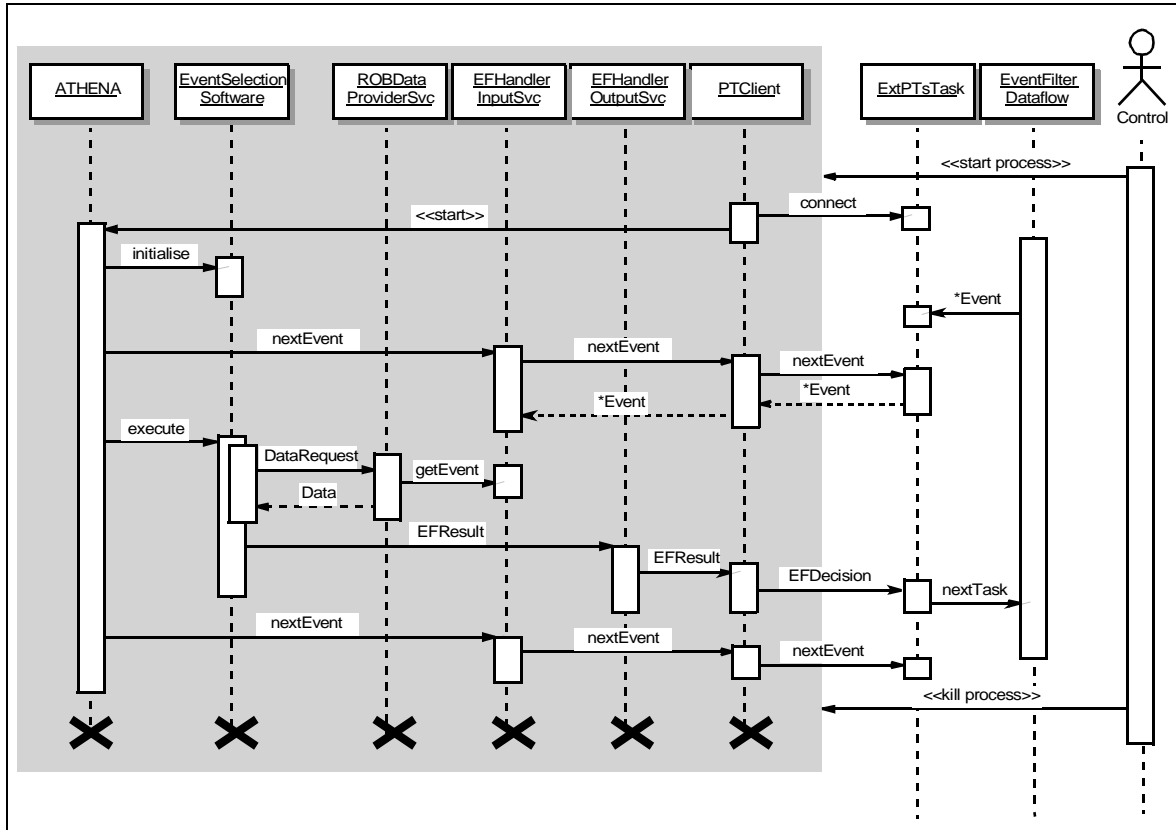 ATHENA
EventSelection
Software
ROBData
ProviderSvc
EFHandler
InputSvc
EFHandler
OutputSvc
PTClient
ExtPTsTask
EventFilter
Dataflow
Control
<<start process>>
connect
<<start>>
initialise
*Event
nextEvent
nextEvent
nextEvent
*Event
*Event
execute
DataRequest
getEvent
Data
EFResult
EFResult
EFDecision
nextTask
nextEvent
nextEvent
nextEvent
<<kill process>>